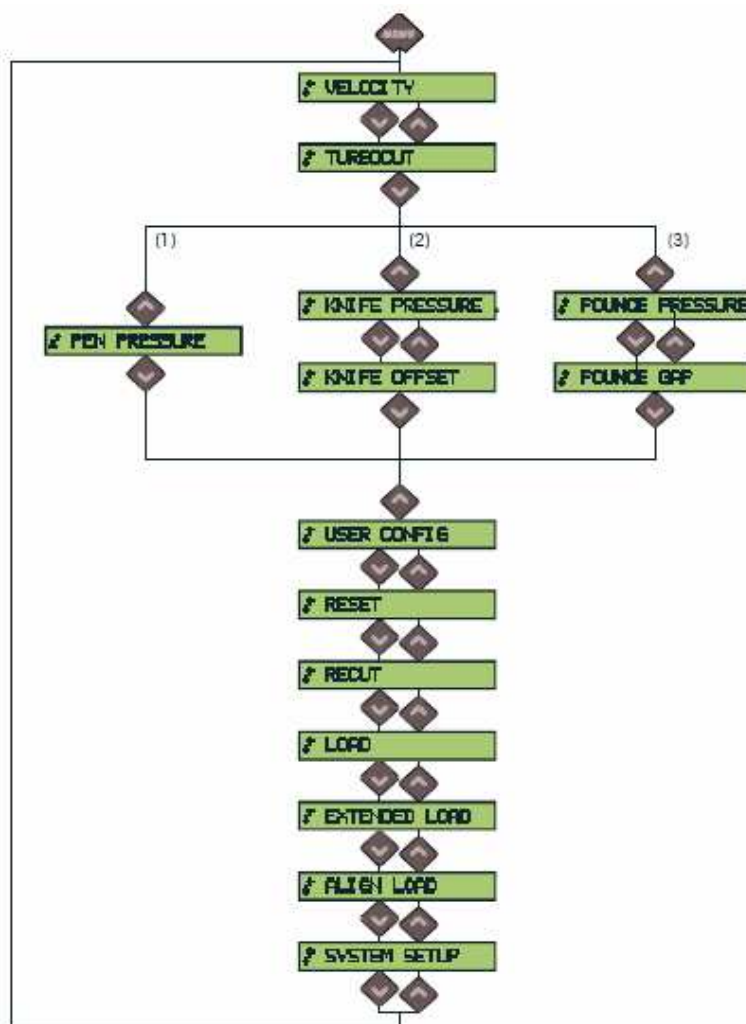 MENU
VELOCITY
TURBOCUT
(1) (2) (3)
KNIFE PRESSURE
POUNCE PRESSURE
PEN PRESSURE
KNIFE OFFSET
POUNCE GAP
USER CONFIG
RESET
RECUT
LOAD
EXTENDED LOAD
ALIGN LOAD
SYSTEM SETUP